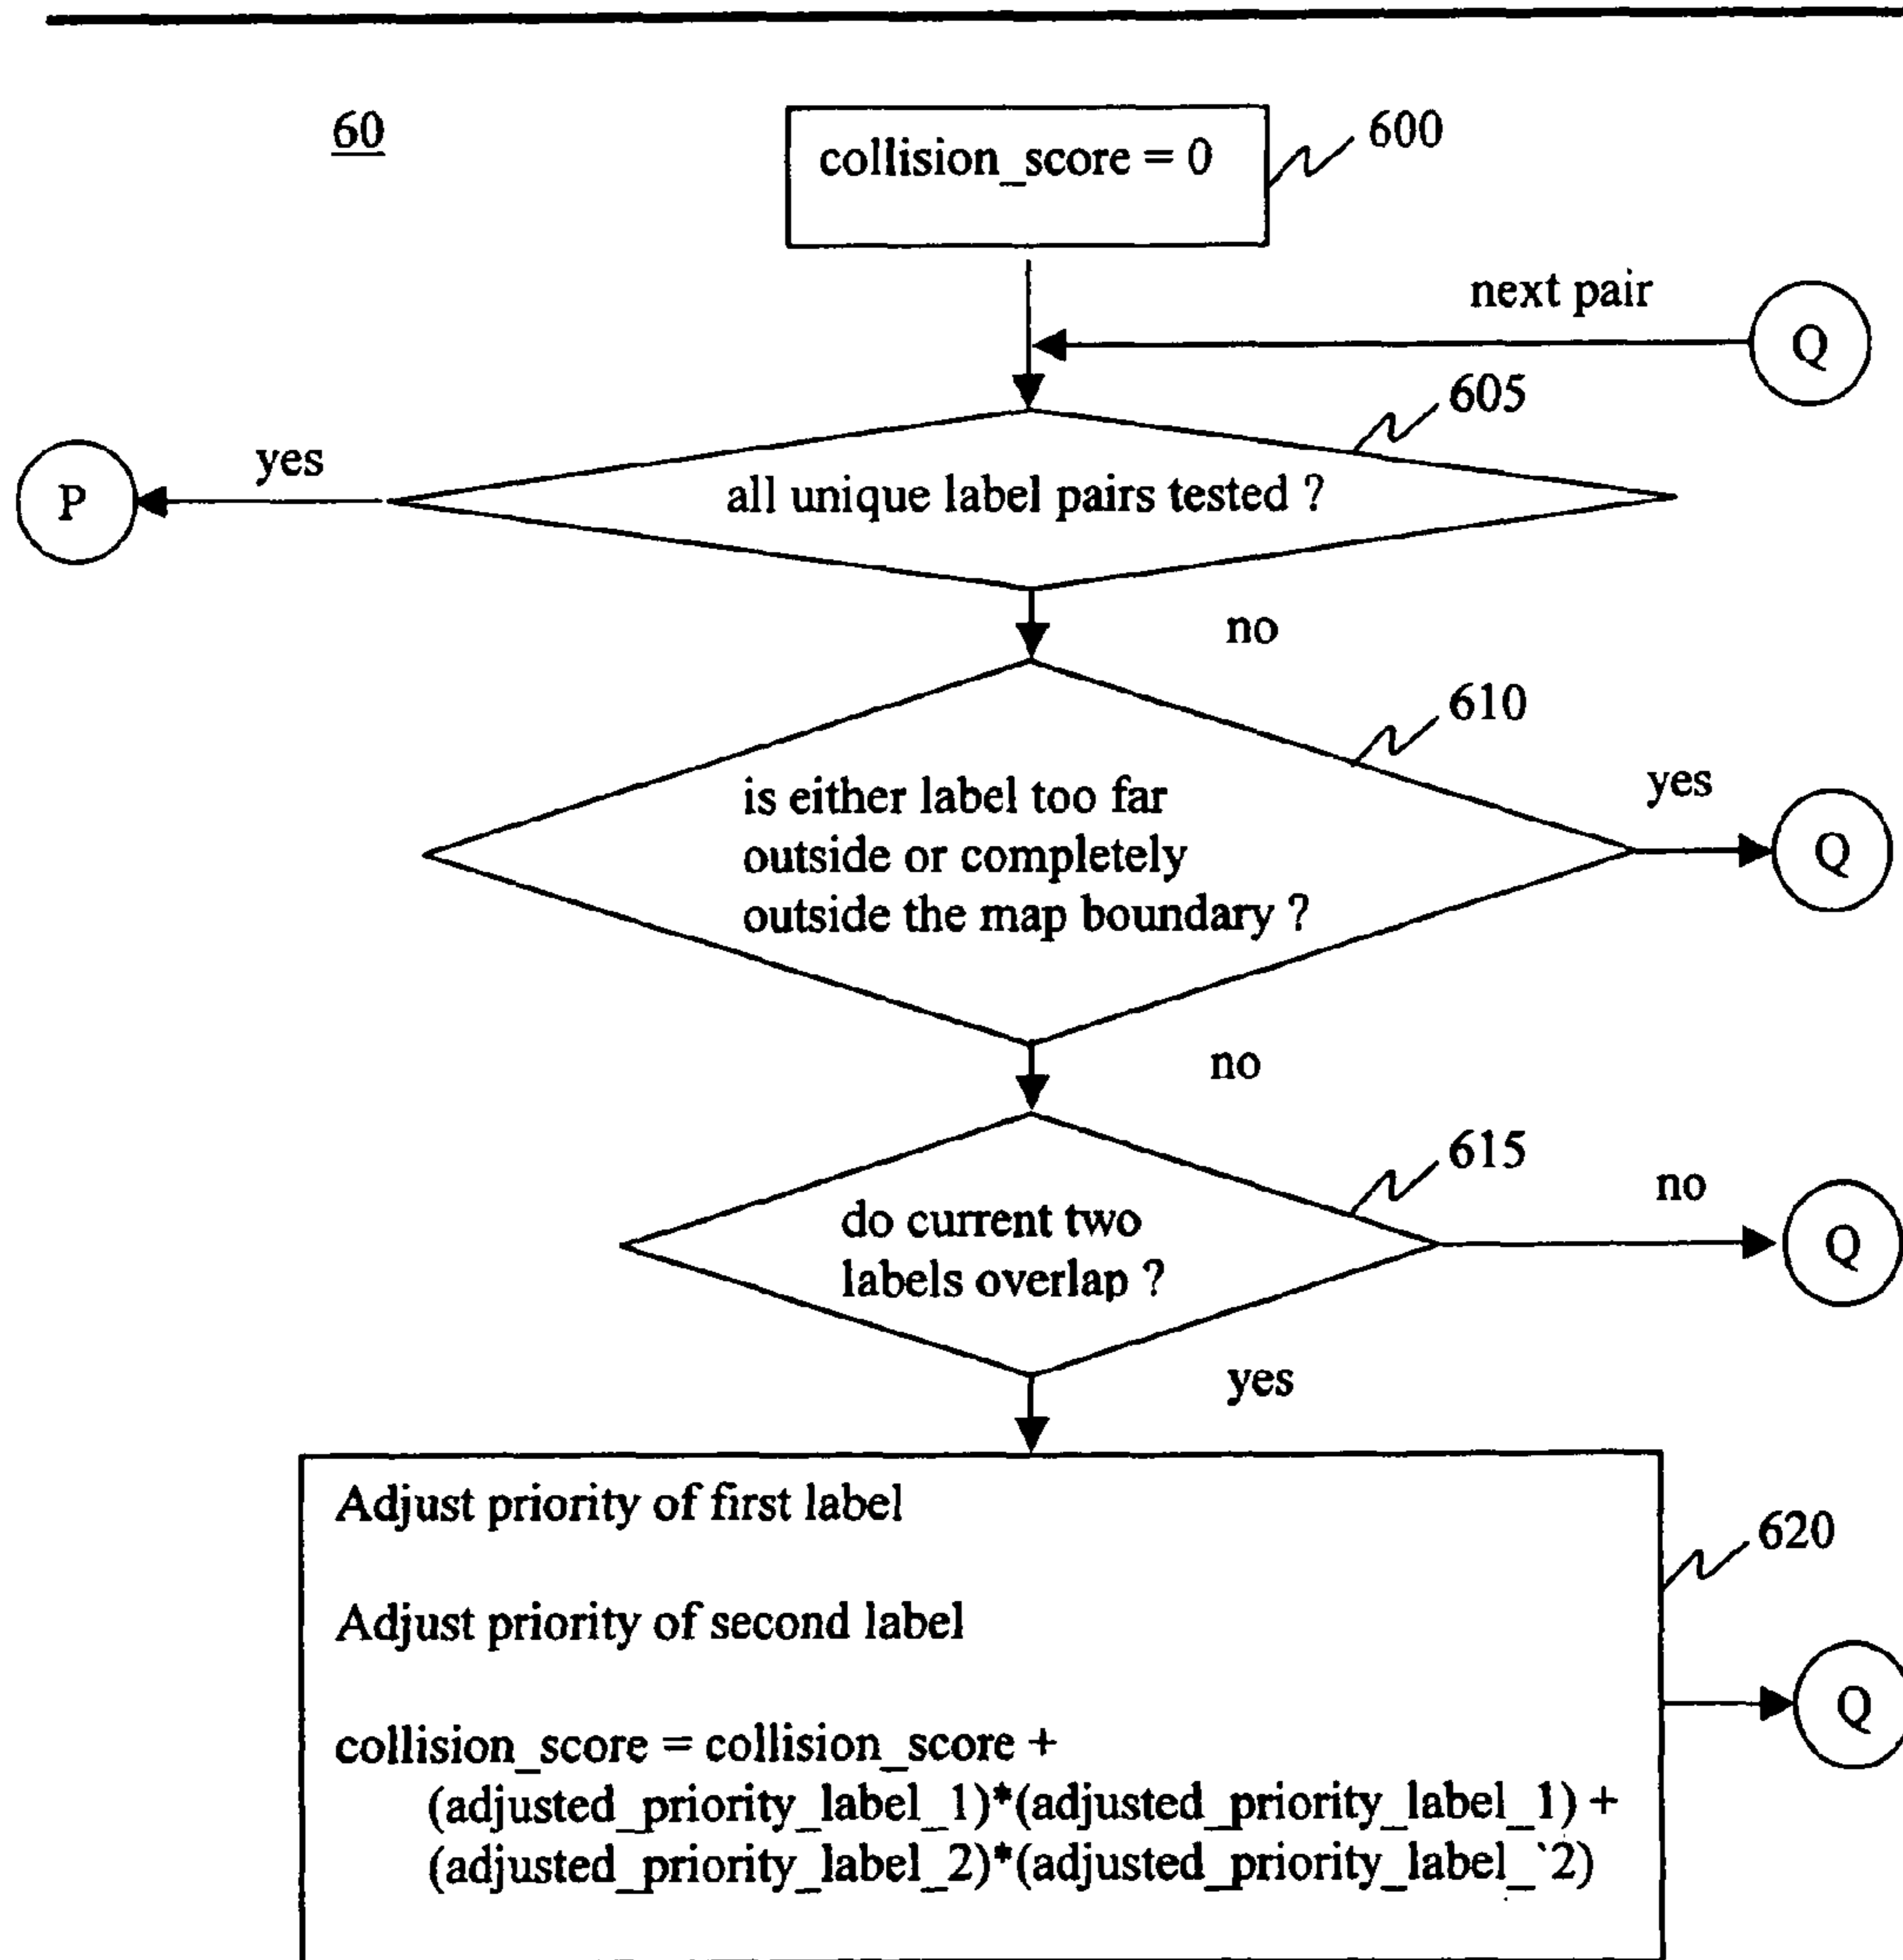 60
collision_score = 0
600
next pair
Q
605
yes
P
all unique label pairs tested ?
no
610
is either label too far
outside or completely
outside the map boundary ?
yes
Q
no
615
do current two
labels overlap ?
no
Q
yes
Adjust priority of first label
620
Adjust priority of second label
Q
collision_score = collision_score +
(adjusted_priority_label_1)*(adjusted_priority_label_1) +
(adjusted_priority_label_2)*(adjusted_priority_label_`2)